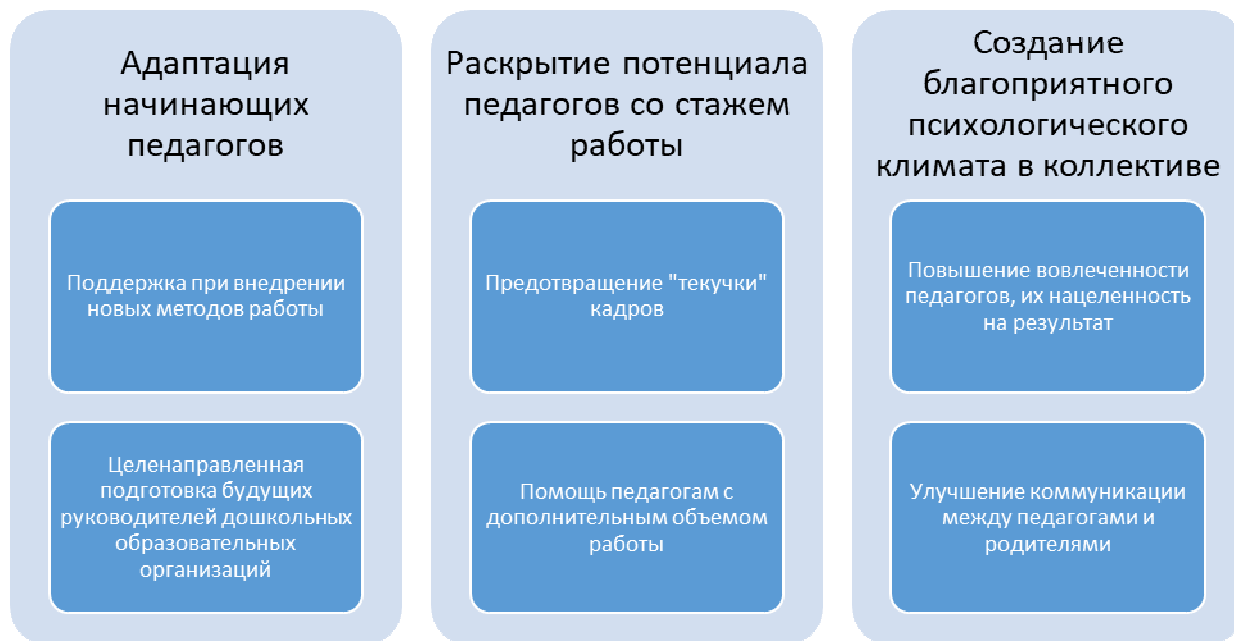 Адаптация
начинающих
педагогов
Поддержка при внедрении
новых методов работы
Целенаправленная
подготовка будущих
руководителей дошкольных
образовательных
организаций
Раскрытие потенциала
педагогов со стажем
работы
Предотвращение "текучки"
кадров
Помощь педагогам с
дополнительным объемом
работы
Создание
благоприятного
психологического
климата в коллективе
Повышение вовлеченности
педагогов, их нацеленность
на результат
Улучшение коммуникации
между педагогами и
родителями